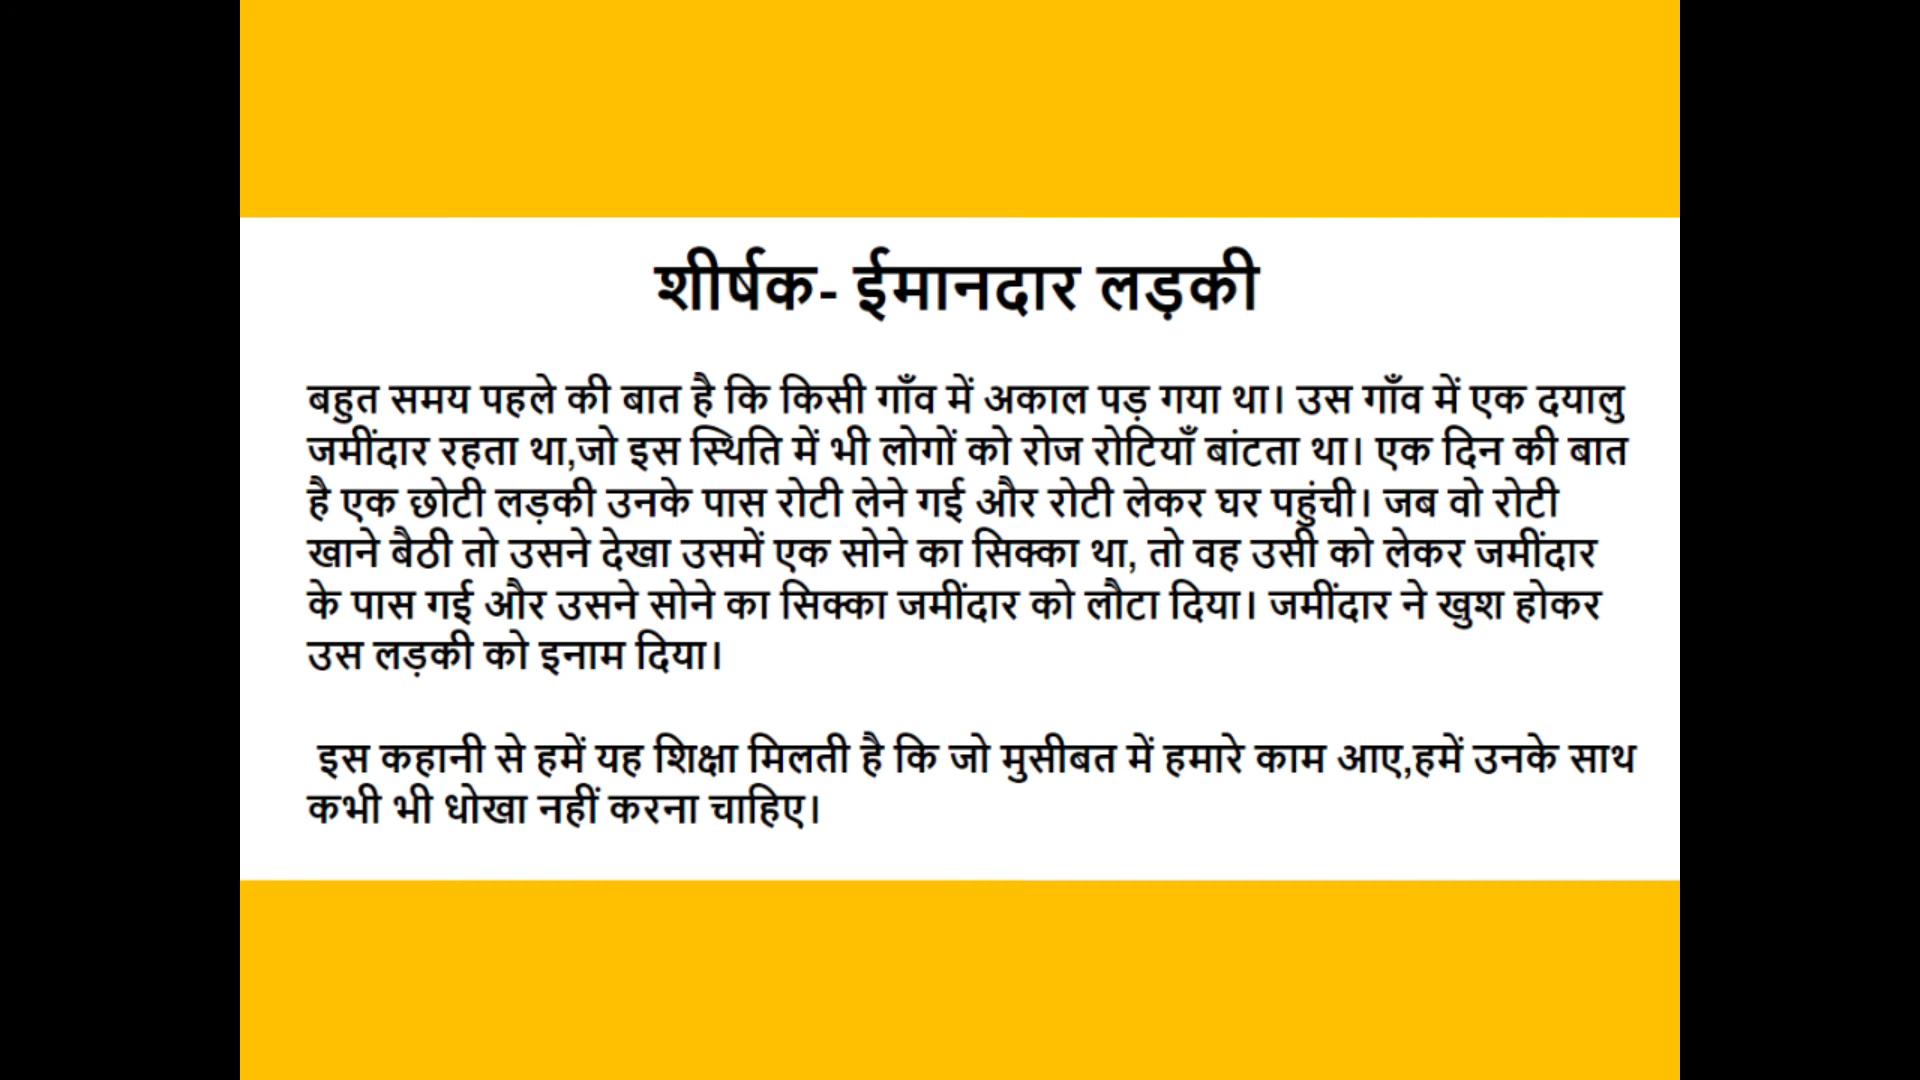 शीर्षक- ईमानदार लड़की
बहुत समय पहले की बात है कि किसी गाँव में अकाल पड़ गया था। उस गाँव में एक दयालु
जमींदार रहता था,जो इस स्थिति में भी लोगों को रोज रोटियाँ बांटता था। एक दिन की बात
है एक छोटी लड़की उनके पास रोटी लेने गई और रोटी लेकर घर पहुंची। जब वो रोटी
खाने बैठी तो उसने देखा उसमें एक सोने का सिक्का था, तो वह उसी को लेकर जमींदार
के पास गई और उसने सोने का सिक्का जमींदार को लौटा दिया। जमींदार ने खुश होकर
उस लड़की को इनाम दिया।
इस कहानी से हमें यह शिक्षा मिलती है कि जो मुसीबत में हमारे काम आए,हमें उनके साथ
कभी भी धोखा नहीं करना चाहिए।